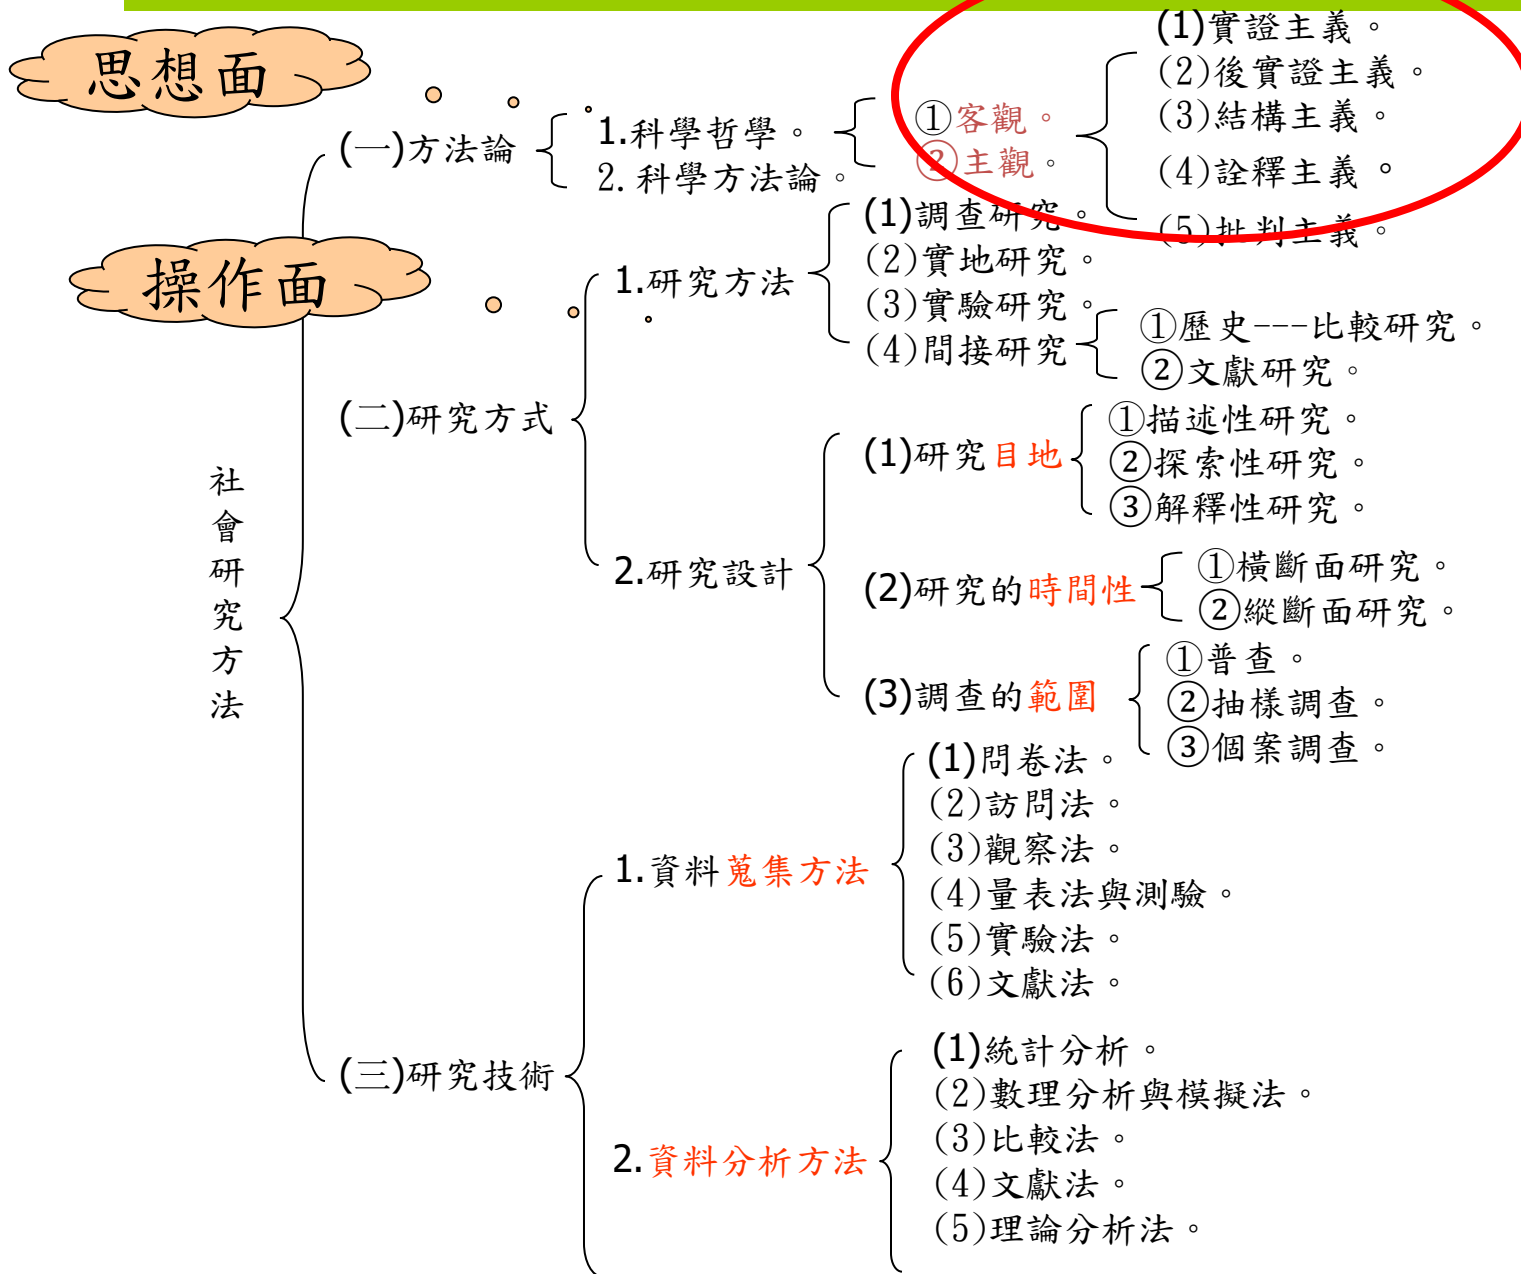 思想面
(一)方法論
1.科學哲學。
2.科學方法論。
①客觀。
②主觀。
(1)實證主義。
(2)後實證主義。
(3)結構主義。
(4)詮釋主義。
(5)批判主義。
操作面
社會研究方法
(二)研究方式
1.研究方法
(1)調查研究。
(2)實地研究。
(3)實驗研究。
(4)間接研究
①歷史---比較研究。
②文獻研究。
2.研究設計
(1)研究目地
①描述性研究。
②探索性研究。
③解釋性研究。
(2)研究的時間性
①橫斷面研究。
②縱斷面研究。
(3)調查的範圍
①普查。
②抽樣調查。
③個案調查。
(三)研究技術
1.資料蒐集方法
(1)問卷法。
(2)訪問法。
(3)觀察法。
(4)量表法與測驗。
(5)實驗法。
(6)文獻法。
2.資料分析方法
(1)統計分析。
(2)數理分析與模擬法。
(3)比較法。
(4)文獻法。
(5)理論分析法。